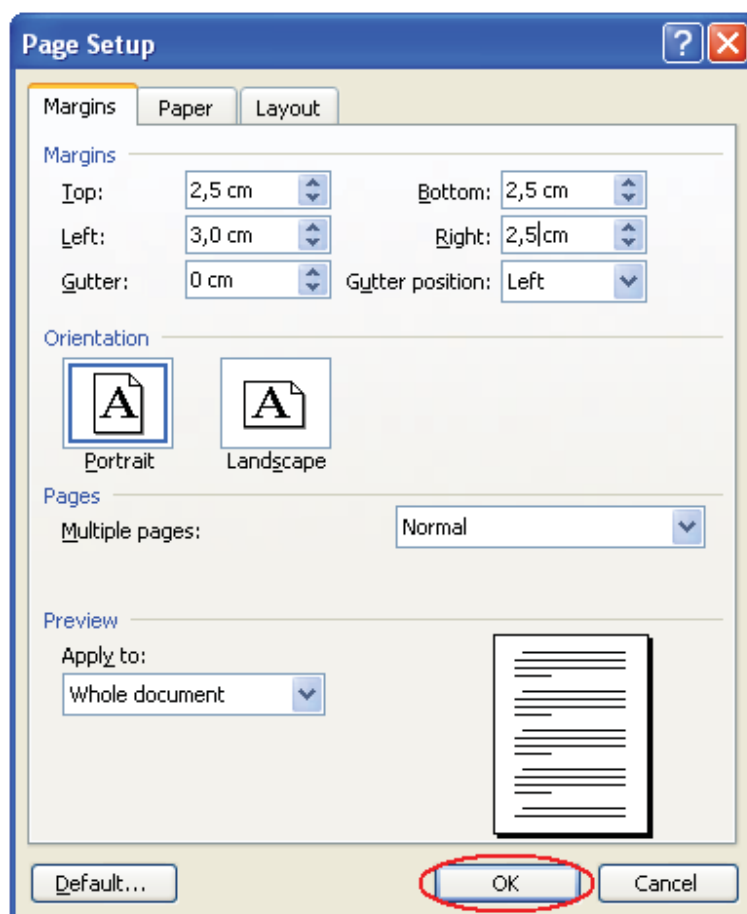 Page Setup
Margins Paper Layout
Margins
Top: 2,5 cm Bottom: 2,5 cm
Left: 3,0 cm Right: 2,5 cm
Gutter: 0 cm Gutter position: Left
Orientation
A A
Portrait Landscape
Pages
Multiple pages: Normal
Preview
Apply to:
Whole document
Default... OK Cancel